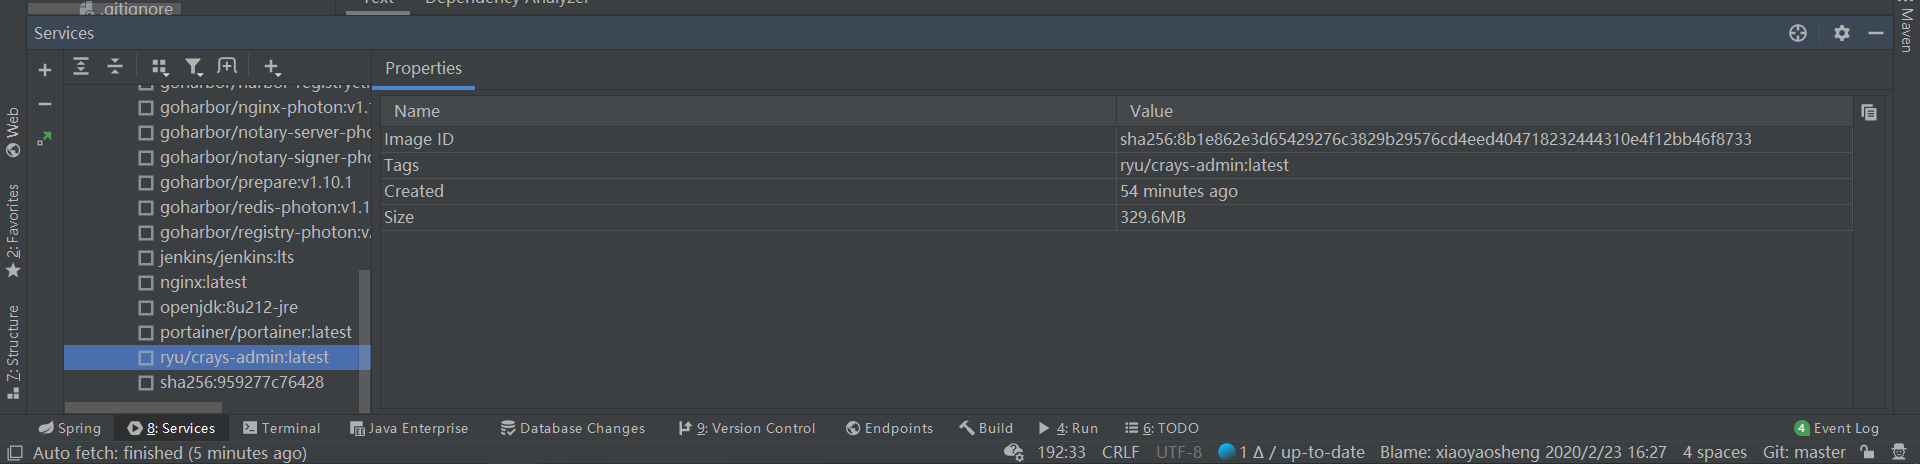 .gitignore
Text Dependency Analyzer
Services
Maven
Properties
Name Value
goharbor/harbor-registryctl
goharbor/nginx-photon:v1.1
Image ID sha256:8b1e862e3d65429276c3829b29576cd4eed404718232444310e4f12bb46f8733
goharbor/notary-server-pho
goharbor/notary-signer-pho
Tags ryu/crays-admin:latest
goharbor/prepare:v1.10.1
Created 54 minutes ago
goharbor/redis-photon:v1.1
Size 329.6MB
goharbor/registry-photon:v.
jenkins/jenkins:lts
nginx:latest
openjdk:8u212-jre
portainer/portainer:latest
ryu/crays-admin:latest
sha256:959277c76428
Web
2: Favorites
7: Structure
Spring 8: Services Terminal Java Enterprise Database Changes 9: Version Control Endpoints Build 4: Run 6: TODO 4 Event Log
Auto fetch: finished (5 minutes ago) 192:33 CRLF UTF-8 1 Δ / up-to-date Blame: xiaoyaosheng 2020/2/23 16:27 4 spaces Git: master